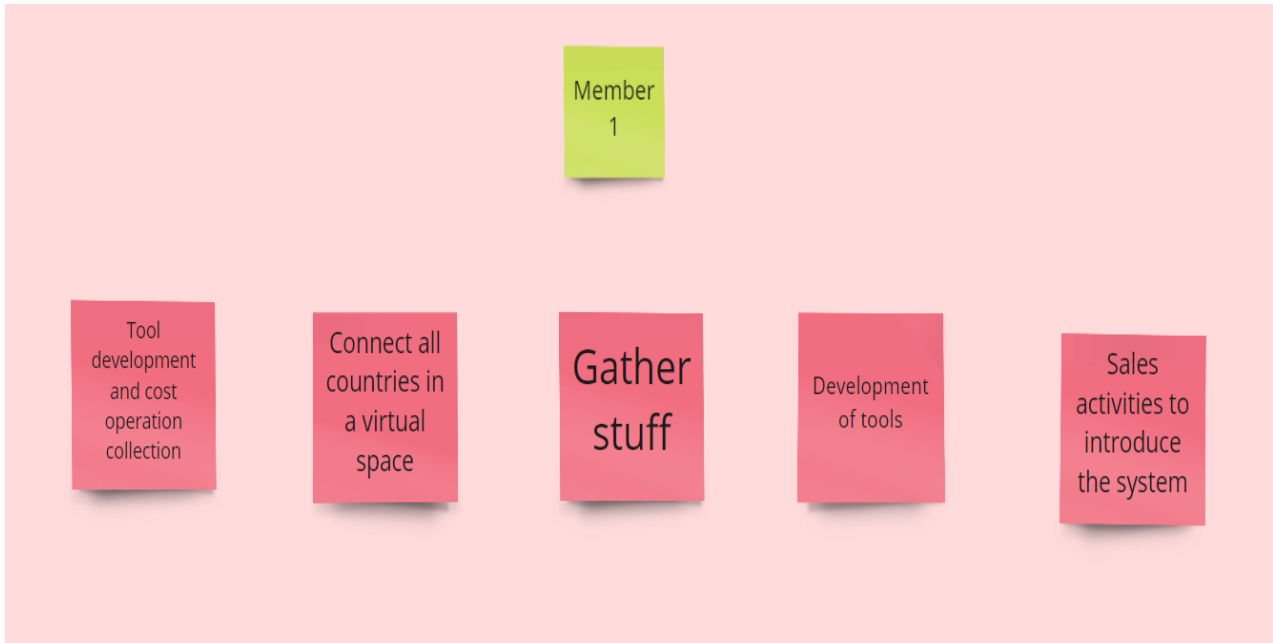 Member
1
Tool
development
and cost
operation
collection
Connect all
countries in
a virtual
space
Gather
stuff
Development
of tools
Sales
activities to
introduce
the system